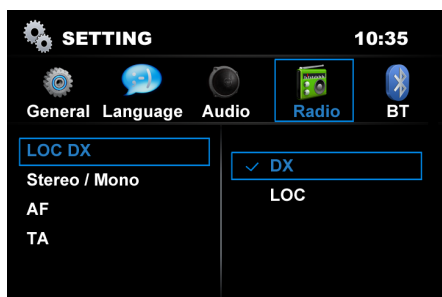 SETTING 10:35
General Language Audio Radio BT
LOC DX
Stereo / Mono
AF
TA
DX
LOC